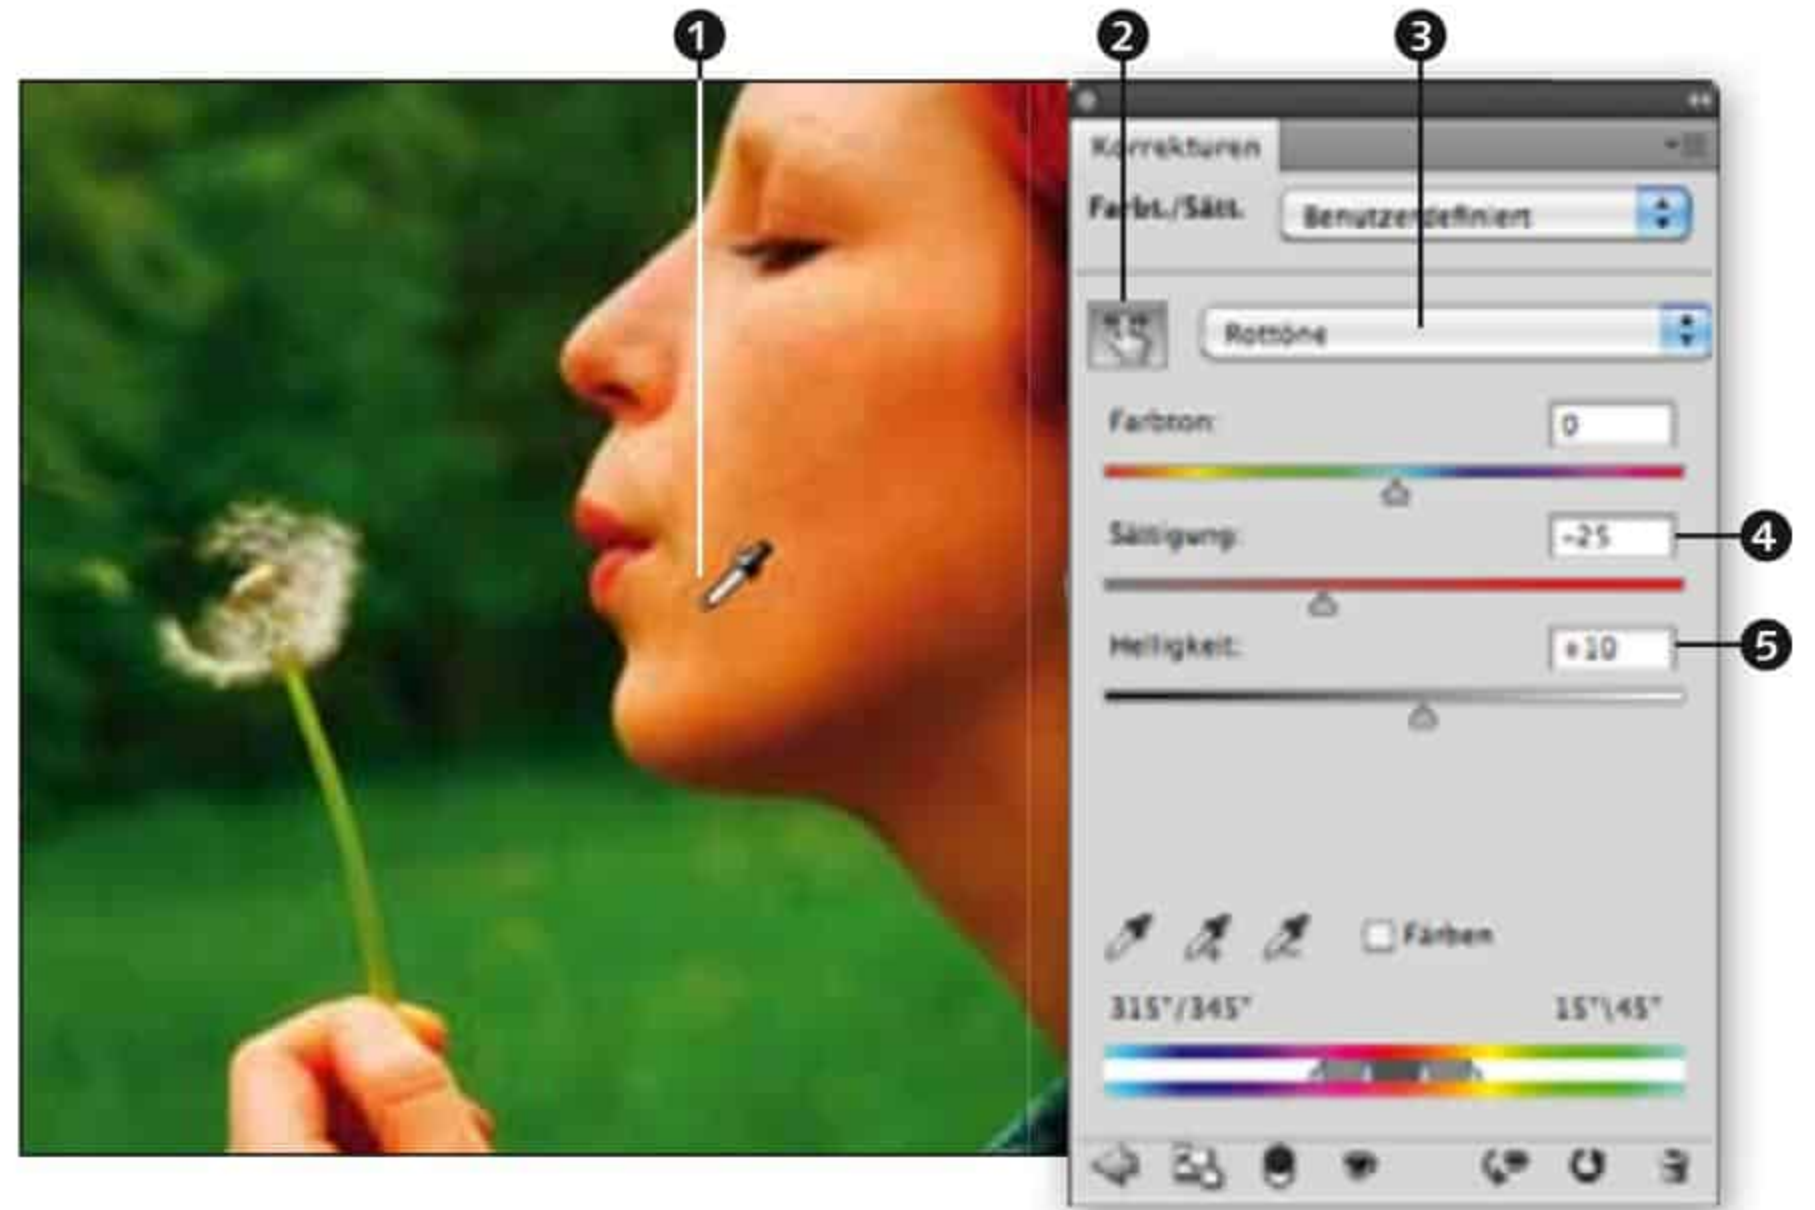 1 2 3
Korrekturen
Farbt./Sätt. Benutzerdefiniert
Rottöne
Farbton: 0
Sättigung: -25
4
Helligkeit: +10
5
Färben
315°/345° 15°\45°